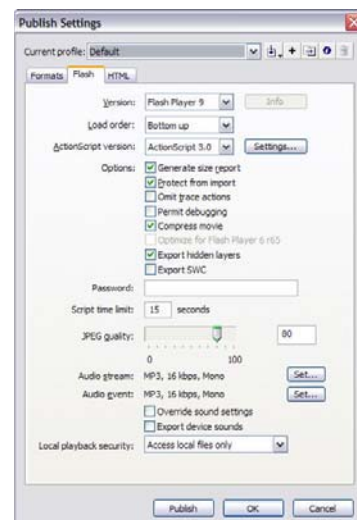 Publish Settings
Current profile: Default
Formats Flash HTML
Version: Flash Player 9 Info
Load order: Bottom up
ActionScript version: ActionScript 3.0 Settings...
Options: Generate size report
Protect from import
Omit trace actions
Permit debugging
Compress movie
Optimize for Flash Player 6 r65
Export hidden layers
Export SWC
Password:
Script time limit: 15 seconds
JPEG quality: 80
0 100
Audio stream: MP3, 16 kbps, Mono Set...
Audio event: MP3, 16 kbps, Mono Set...
Override sound settings
Export device sounds
Local playback security: Access local files only
Publish OK Cancel